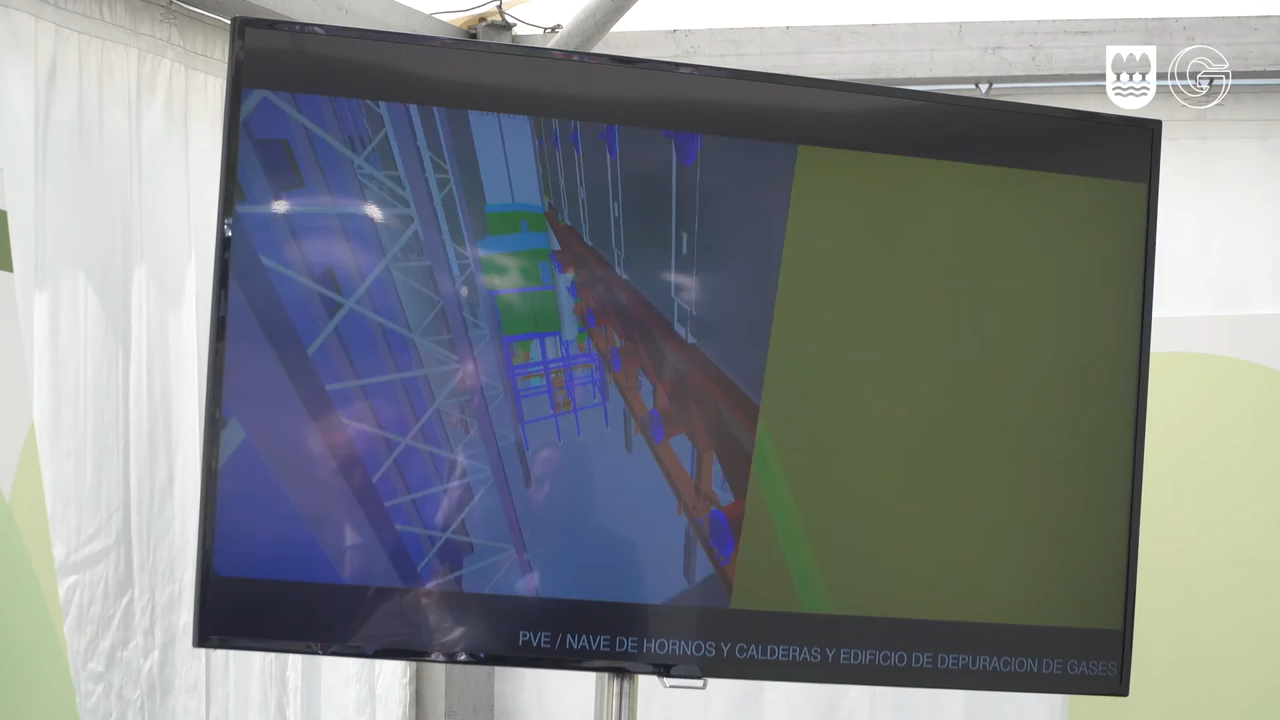 G
PVE / NAVE DE HORNOS Y CALDERAS Y EDIFICIO DE DEPURACION DE GASES